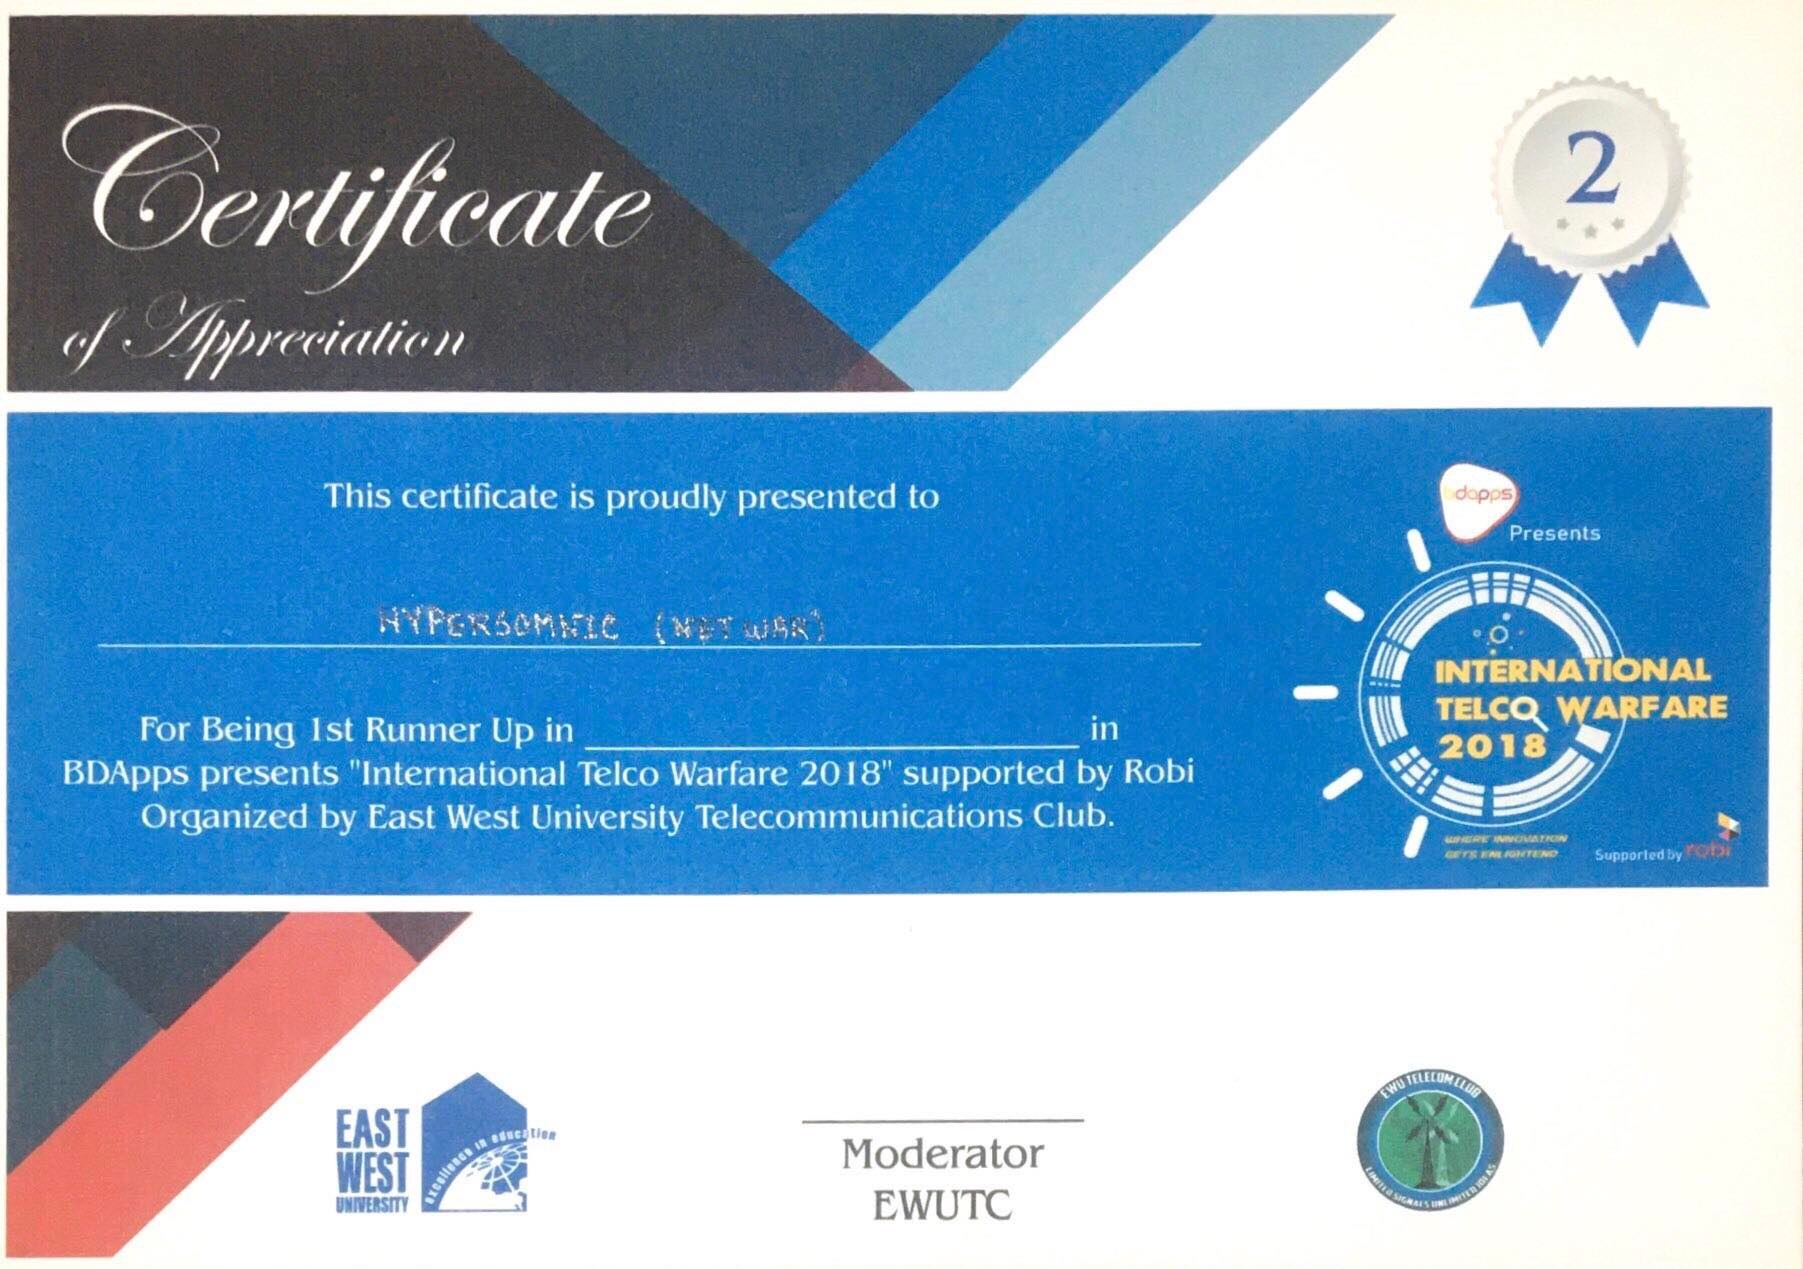 Certificate
of Appreciation
2
This certificate is proudly presented to
HYPERSOMNIC (NETWAR)
For Being 1st Runner Up in in
BDApps presents "International Telco Warfare 2018" supported by Robi
Organized by East West University Telecommunications Club.
bdapps
Presents
INTERNATIONAL
TELCO WARFARE
2018
WHERE INNOVATION
GETS ENLIGHTEND
Supported by robi
EAST
WEST
UNIVERSITY
excellence in education
Moderator
EWUTC
EWU TELECOM CLUB
LIMITED SIGNALS UNLIMITED IDEAS